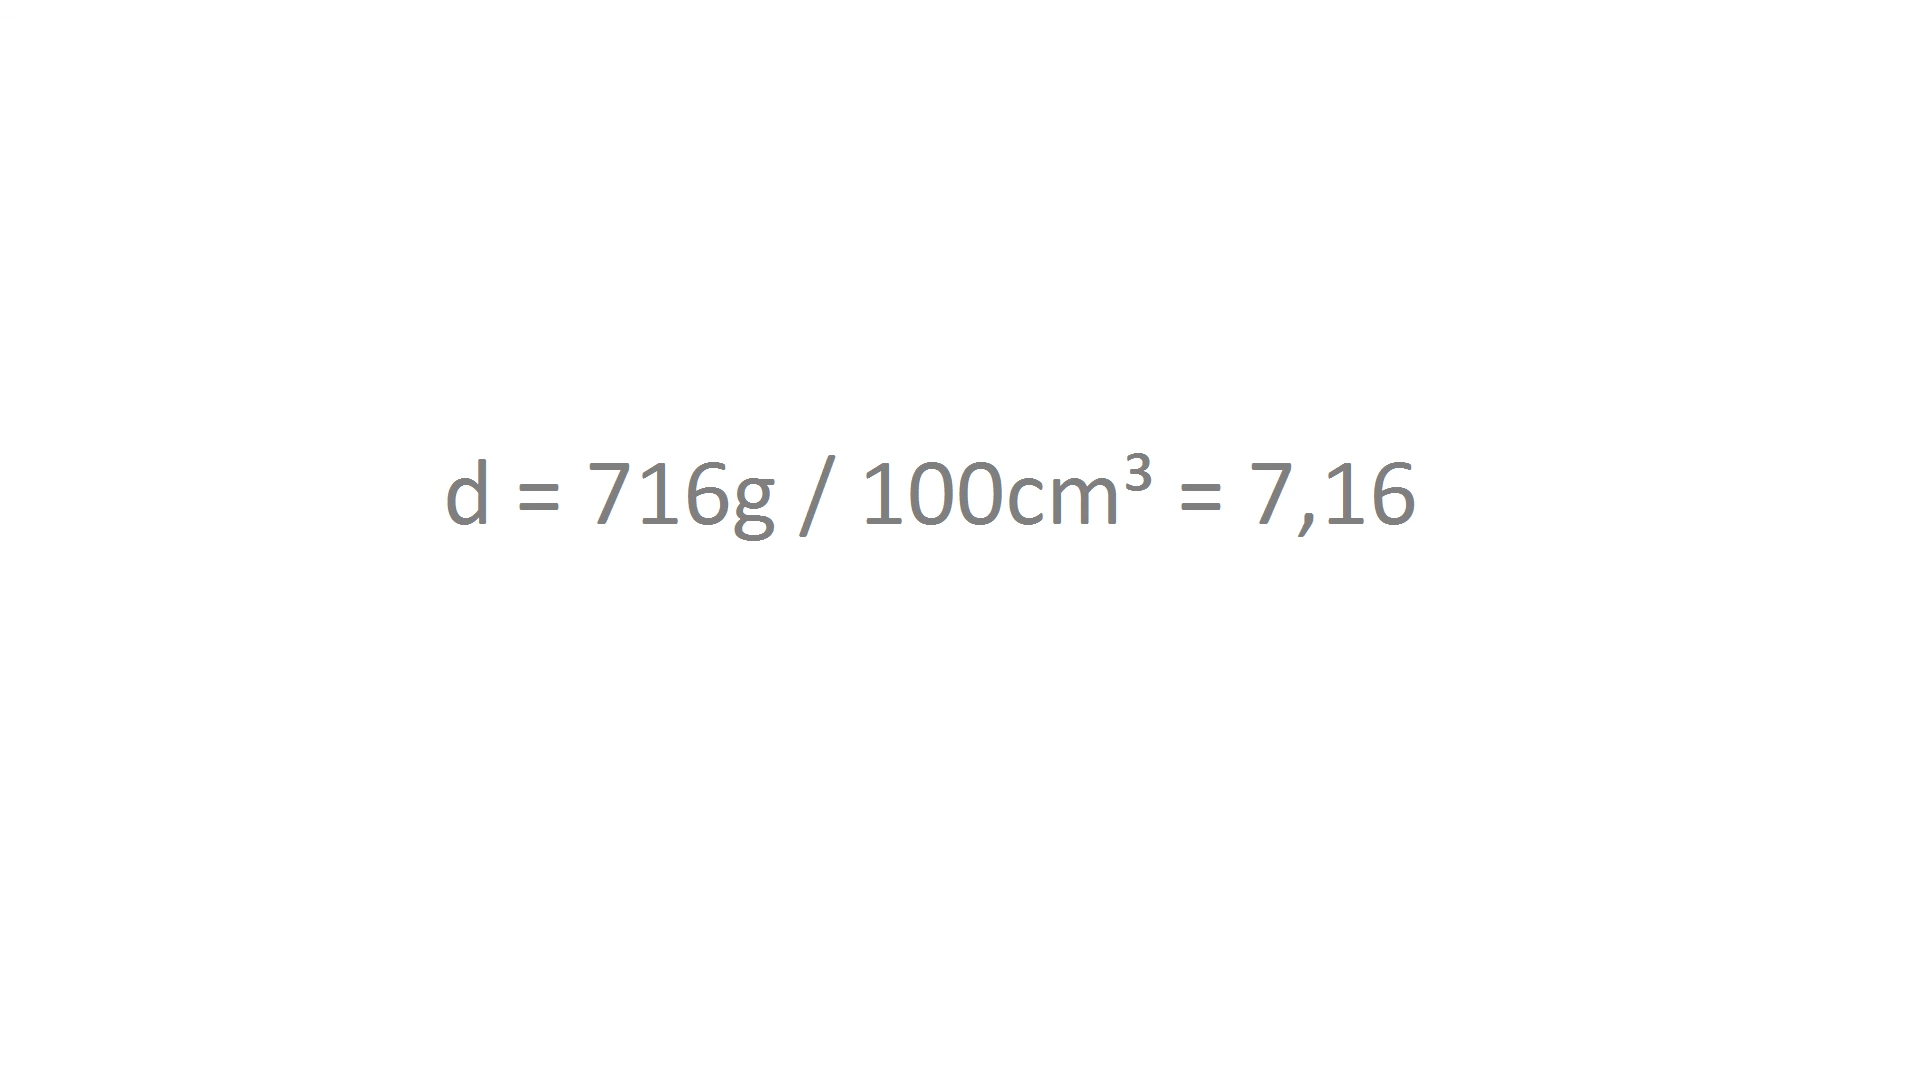 d = 716g / 100cm³ = 7,16